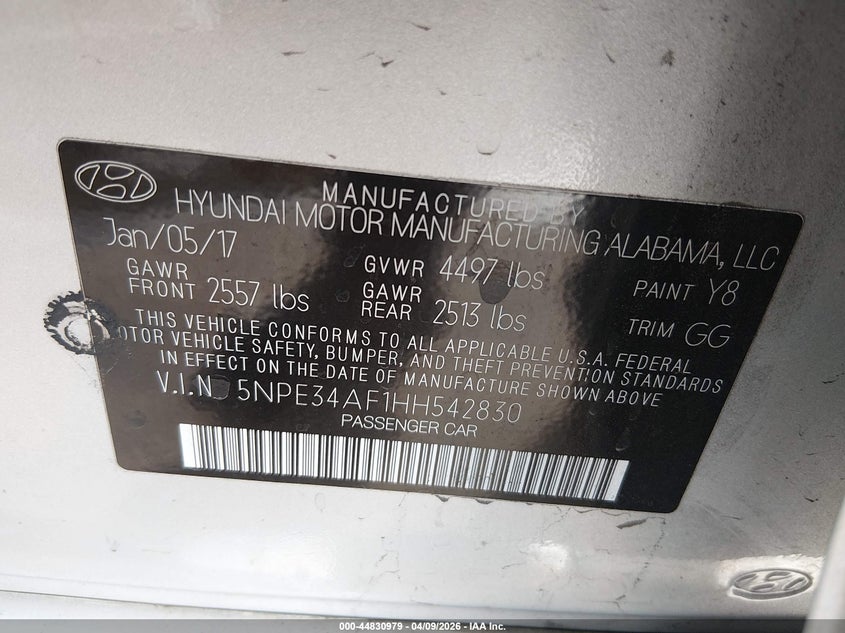 MANUFACTURED BY
HYUNDAI MOTOR MANUFACTURING ALABAMA, LLC
Jan/05/17
GAWR FRONT 2557 lbs
GVWR 4497 lbs
GAWR REAR 2513 lbs
PAINT Y8
TRIM GG
THIS VEHICLE CONFORMS TO ALL APPLICABLE U.S.A. FEDERAL
OTOR VEHICLE SAFETY, BUMPER, AND THEFT PREVENTION STANDARDS
IN EFFECT ON THE DATE OF MANUFACTURE SHOWN ABOVE
V.I.N 5NPE34AF1HH542830
PASSENGER CAR
000-44830979 - 04/09/2026 - IAA Inc.